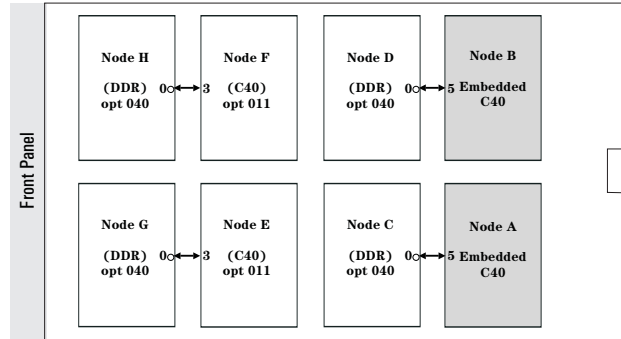 Front Panel
Node H
(DDR)
opt 040
0
3
Node F
(C40)
opt 011
Node D
(DDR)
opt 040
0
5
Node B
Embedded
C40
Node G
(DDR)
opt 040
0
3
Node E
(C40)
opt 011
Node C
(DDR)
opt 040
0
5
Node A
Embedded
C40